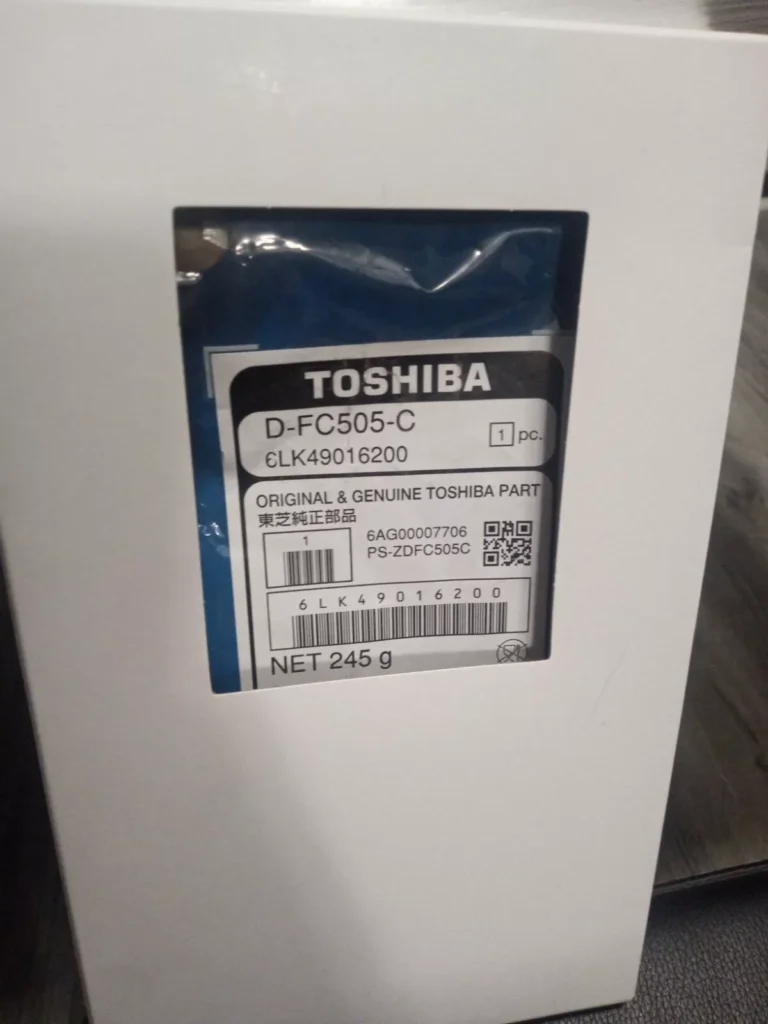 TOSHIBA
D-FC505-C
1 pc.
6LK49016200
ORIGINAL & GENUINE TOSHIBA PART
東芝純正部品
1
6AG00007706
PS-ZDFC505C
6LK49016200
NET 245 g